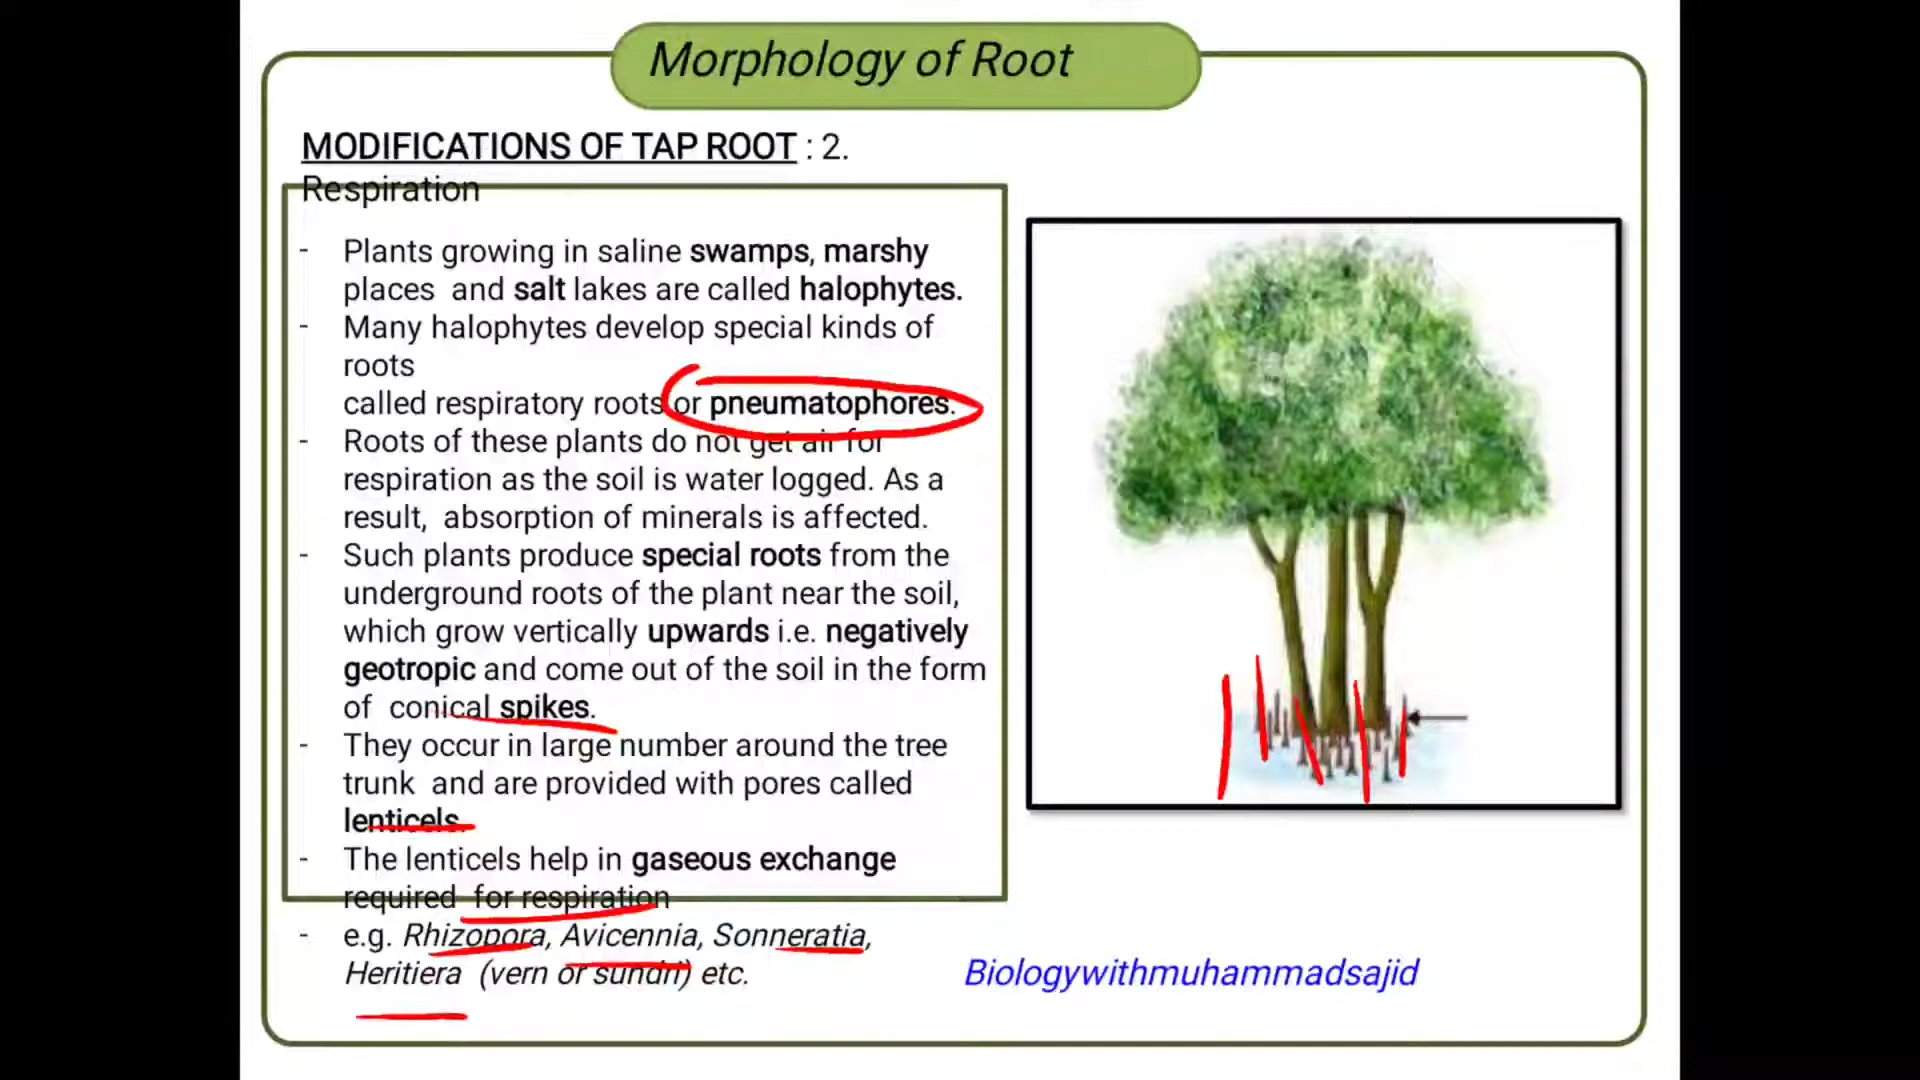 Morphology of Root
MODIFICATIONS OF TAP ROOT : 2.
Respiration
- Plants growing in saline swamps, marshy
places and salt lakes are called halophytes.
- Many halophytes develop special kinds of
roots
called respiratory roots or pneumatophores.
- Roots of these plants do not get air for
respiration as the soil is water logged. As a
result, absorption of minerals is affected.
- Such plants produce special roots from the
underground roots of the plant near the soil,
which grow vertically upwards i.e. negatively
geotropic and come out of the soil in the form
of conical spikes.
- They occur in large number around the tree
trunk and are provided with pores called
lenticels.
- The lenticels help in gaseous exchange
required for respiration
- e.g. Rhizopora, Avicennia, Sonneratia,
Heritiera (vern or sundri) etc.
Biologywithmuhammadsajid